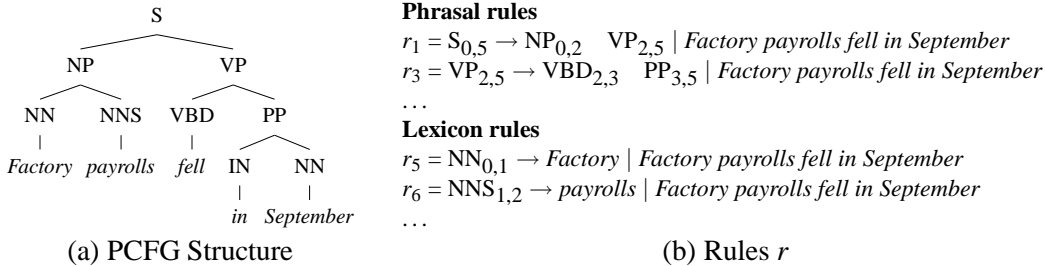 S
NP VP
NN NNS VBD PP
Factory payrolls fell IN NN
in September
(a) PCFG Structure
Phrasal rules
r1 = S0,5 → NP0,2 VP2,5 | Factory payrolls fell in September
r3 = VP2,5 → VBD2,3 PP3,5 | Factory payrolls fell in September
...
Lexicon rules
r5 = NN0,1 → Factory | Factory payrolls fell in September
r6 = NNS1,2 → payrolls | Factory payrolls fell in September
...
(b) Rules r